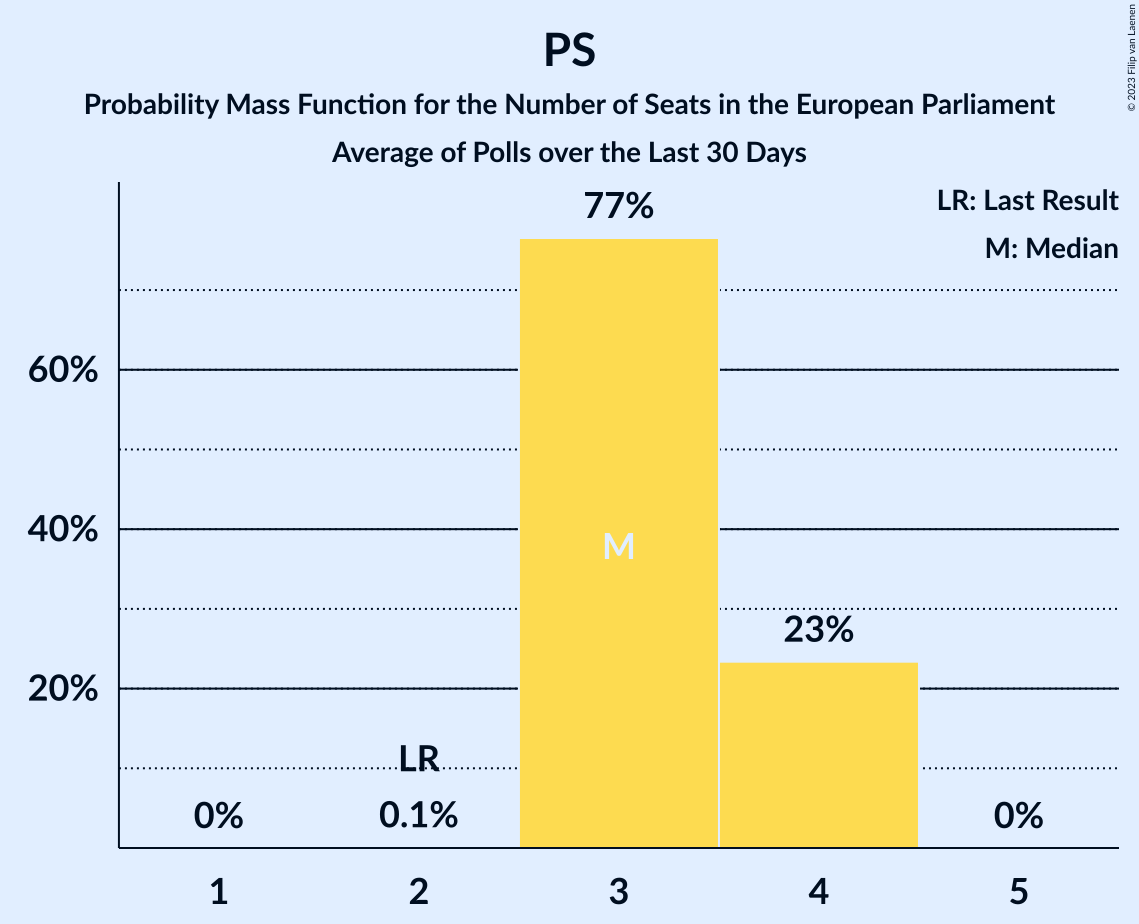 PS
Probability Mass Function for the Number of Seats in the European Parliament
Average of Polls over the Last 30 Days
© 2023 Filip van Laenen
LR: Last Result
M: Median
77%
60%
40%
M
23%
20%
LR
0%
0.1%
0%
1
2
3
4
5